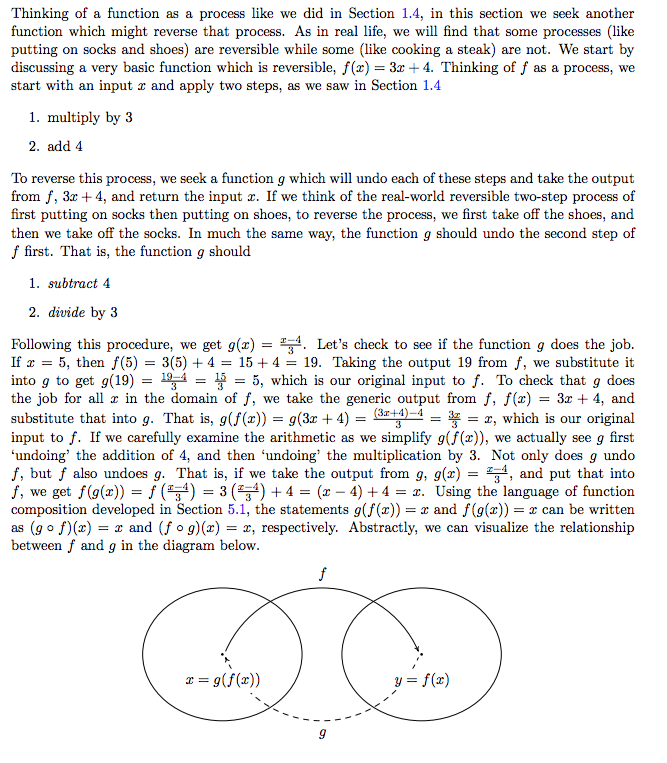 Thinking of a function as a process like we did in Section 1.4, in this section we seek another
function which might reverse that process. As in real life, we will find that some processes (like
putting on socks and shoes) are reversible while some (like cooking a steak) are not. We start by
discussing a very basic function which is reversible, f(x) = 3x + 4. Thinking of f as a process, we
start with an input x and apply two steps, as we saw in Section 1.4
1. multiply by 3
2. add 4
To reverse this process, we seek a function g which will undo each of these steps and take the output
from f, 3x + 4, and return the input x. If we think of the real-world reversible two-step process of
first putting on socks then putting on shoes, to reverse the process, we first take off the shoes, and
then we take off the socks. In much the same way, the function g should undo the second step of
f first. That is, the function g should
1. subtract 4
2. divide by 3
Following this procedure, we get g(x) = \frac{x-4}{3}. Let's check to see if the function g does the job.
If x = 5, then f(5) = 3(5) + 4 = 15 + 4 = 19. Taking the output 19 from f, we substitute it
into g to get g(19) = \frac{19-4}{3} = \frac{15}{3} = 5, which is our original input to f. To check that g does
the job for all x in the domain of f, we take the generic output from f, f(x) = 3x + 4, and
substitute that into g. That is, g(f(x)) = g(3x + 4) = \frac{(3x+4)-4}{3} = \frac{3x}{3} = x, which is our original
input to f. If we carefully examine the arithmetic as we simplify g(f(x)), we actually see g first
‘undoing’ the addition of 4, and then ‘undoing’ the multiplication by 3. Not only does g undo
f, but f also undoes g. That is, if we take the output from g, g(x) = \frac{x-4}{3}, and put that into
f, we get f(g(x)) = f(\frac{x-4}{3}) = 3(\frac{x-4}{3}) + 4 = (x − 4) + 4 = x. Using the language of function
composition developed in Section 5.1, the statements g(f(x)) = x and f(g(x)) = x can be written
as (g ∘ f)(x) = x and (f ∘ g)(x) = x, respectively. Abstractly, we can visualize the relationship
between f and g in the diagram below.
f
x = g(f(x))
y = f(x)
g